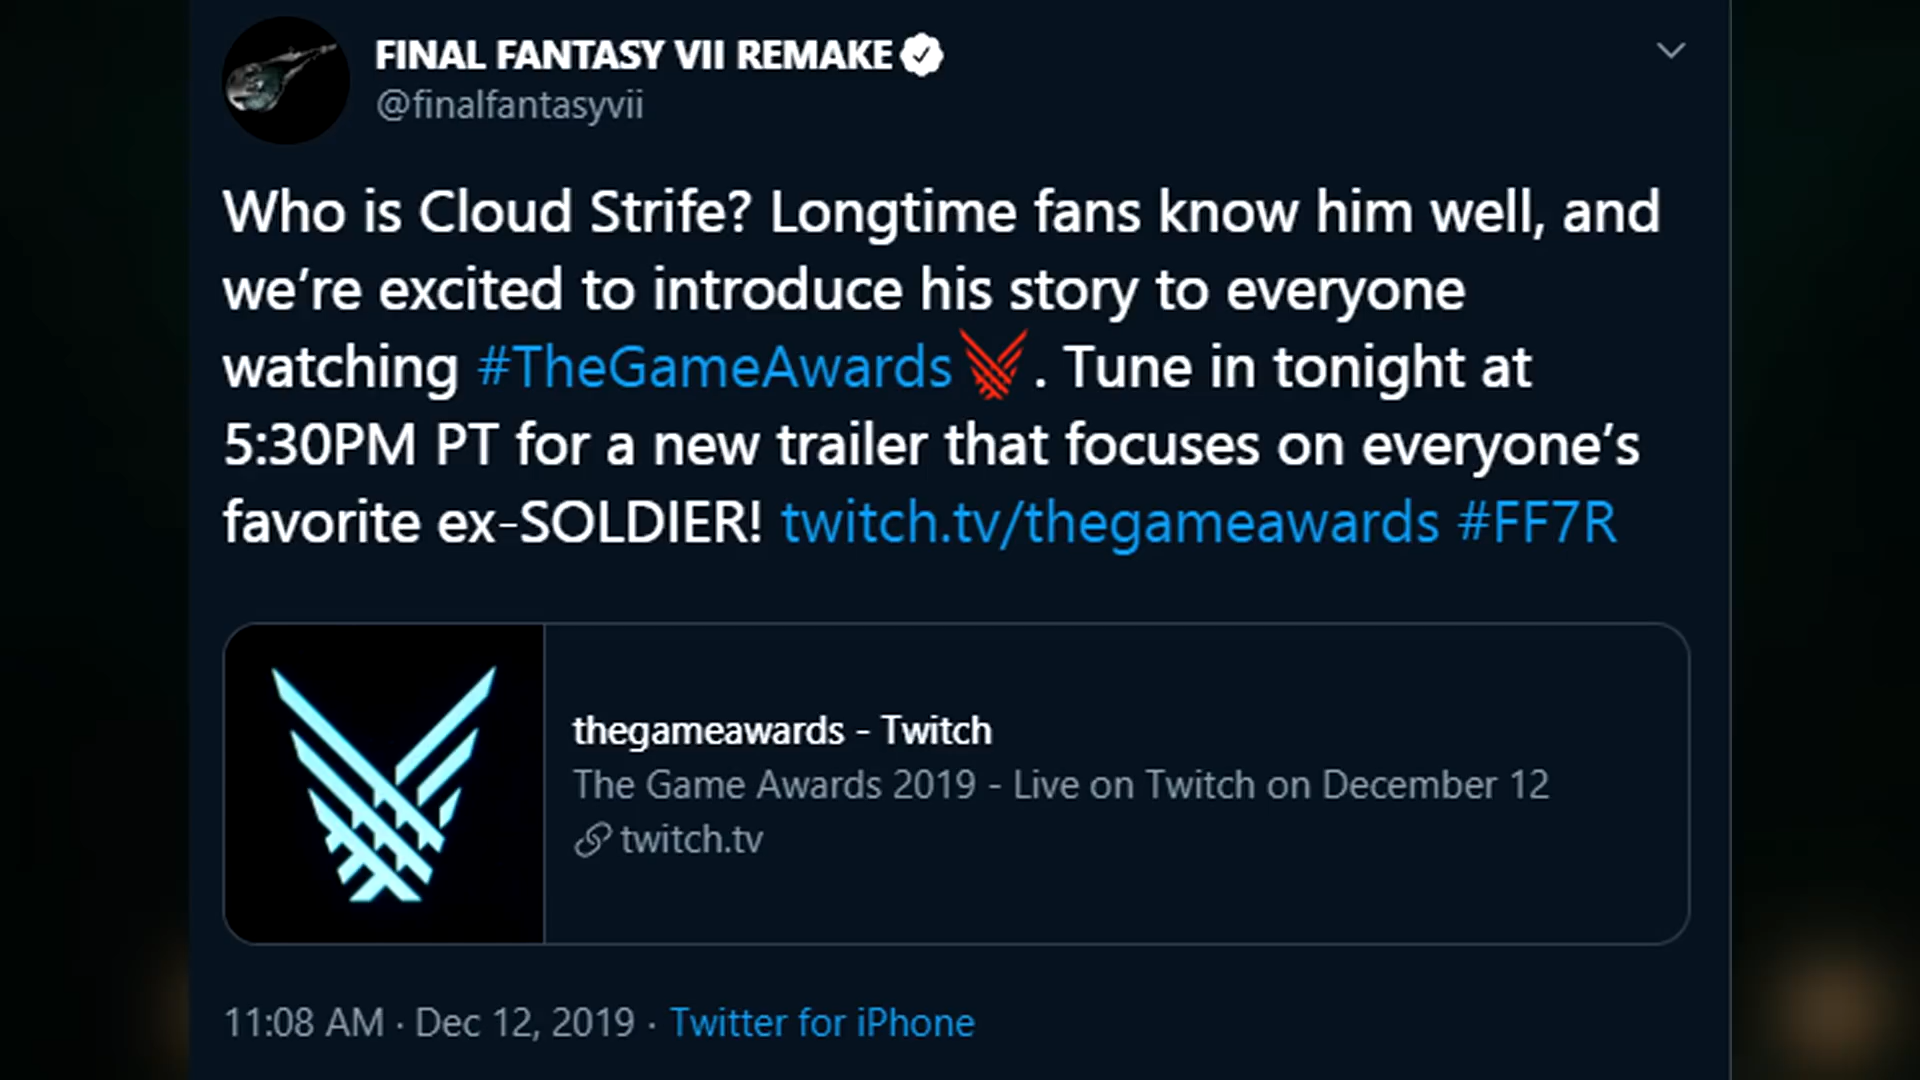 FINAL FANTASY VII REMAKE
@finalfantasyvii
Who is Cloud Strife? Longtime fans know him well, and
we’re excited to introduce his story to everyone
watching #TheGameAwards. Tune in tonight at
5:30PM PT for a new trailer that focuses on everyone’s
favorite ex-SOLDIER! twitch.tv/thegameawards #FF7R
thegameawards - Twitch
The Game Awards 2019 - Live on Twitch on December 12
twitch.tv
11:08 AM · Dec 12, 2019 · Twitter for iPhone